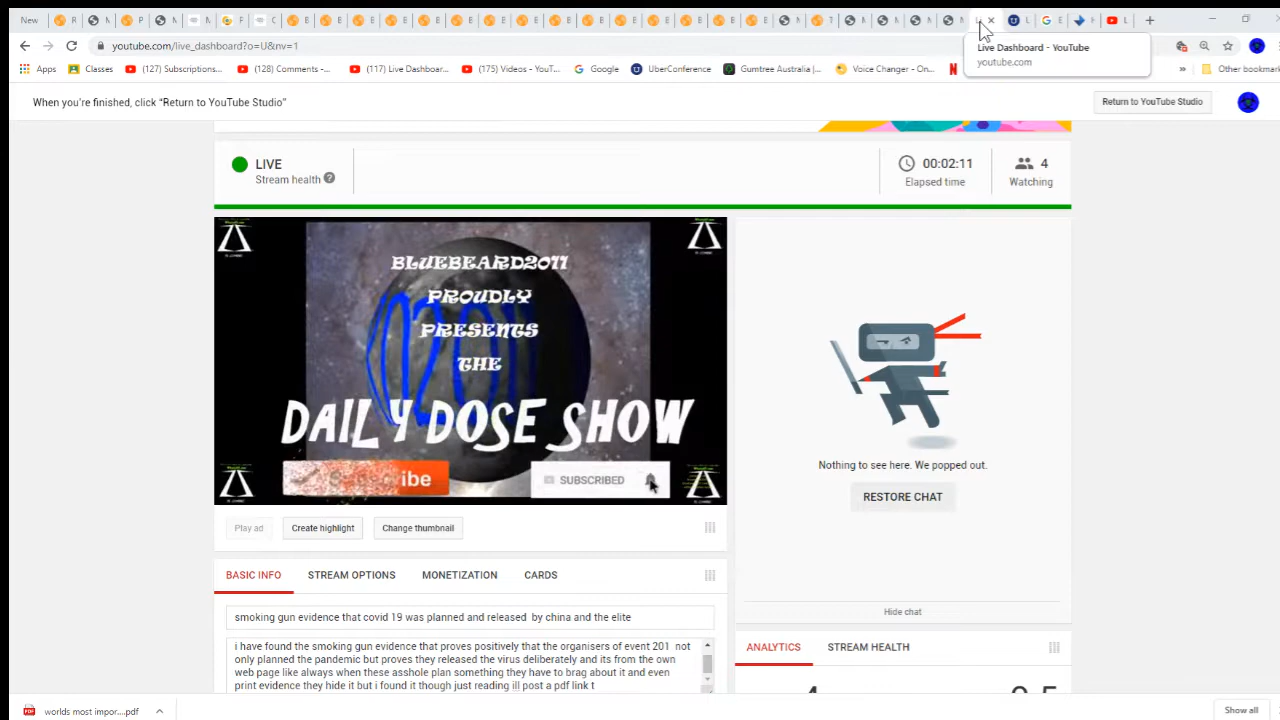 New
youtube.com/live_dashboard?o=U&nv=1
Live Dashboard - YouTube
youtube.com
Apps
Classes
(127) Subscriptions...
(128) Comments -...
(117) Live Dashboar...
(175) Videos - YouT...
Google
UberConference
Gumtree Australia|...
Voice Changer - On...
»
Other bookmark
When you're finished, click “Return to YouTube Studio”
Return to YouTube Studio
LIVE
Stream health
00:02:11
Elapsed time
4
Watching
BLUEBEARD2011
PROUDLY
PRESENTS
THE
DAILY DOSE SHOW
SUBSCRIBED
Nothing to see here. We popped out.
RESTORE CHAT
Play ad
Create highlight
Change thumbnail
BASIC INFO
STREAM OPTIONS
MONETIZATION
CARDS
smoking gun evidence that covid 19 was planned and released by china and the elite
i have found the smoking gun evidence that proves positively that the organisers of event 201 not
only planned the pandemic but proves they released the virus deliberately and its from the own
web page like always when these asshole plan something they have to brag about it and even
print evidence they hide it but i found it though just reading ill post a pdf link t
Hide chat
ANALYTICS
STREAM HEALTH
worlds most impor....pdf
Show all